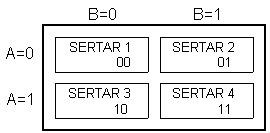 B=0 B=1
A=0 SERTAR 1 SERTAR 2
00 01
A=1 SERTAR 3 SERTAR 4
10 11